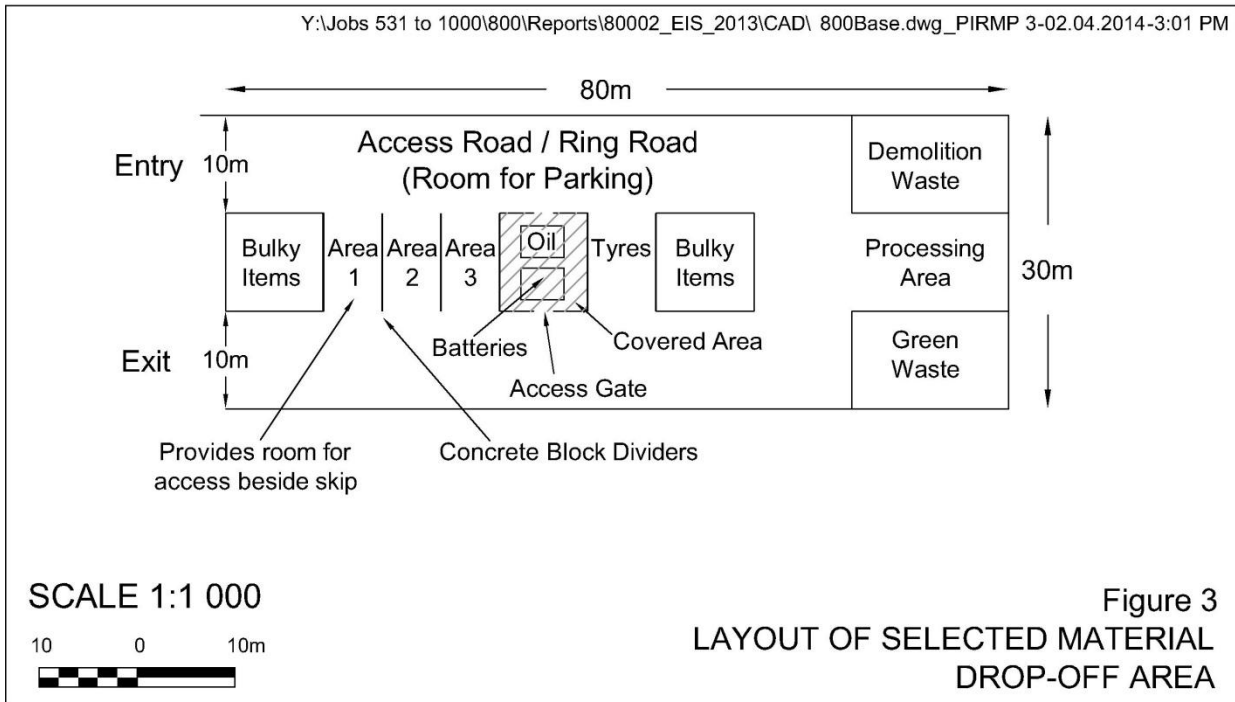 Y:\Jobs 531 to 1000\800\Reports\80002_EIS_2013\CAD\ 800Base.dwg_PIRMP 3-02.04.2014-3:01 PM
80m
Access Road / Ring Road
(Room for Parking)
Entry
10m
Demolition
Waste
Bulky
Items
Area
1
Area
2
Area
3
Oil
Tyres
Bulky
Items
Processing
Area
30m
Batteries
Covered Area
Access Gate
Exit
10m
Green
Waste
Provides room for
access beside skip
Concrete Block Dividers
SCALE 1:1 000
10 0 10m
Figure 3
LAYOUT OF SELECTED MATERIAL
DROP-OFF AREA